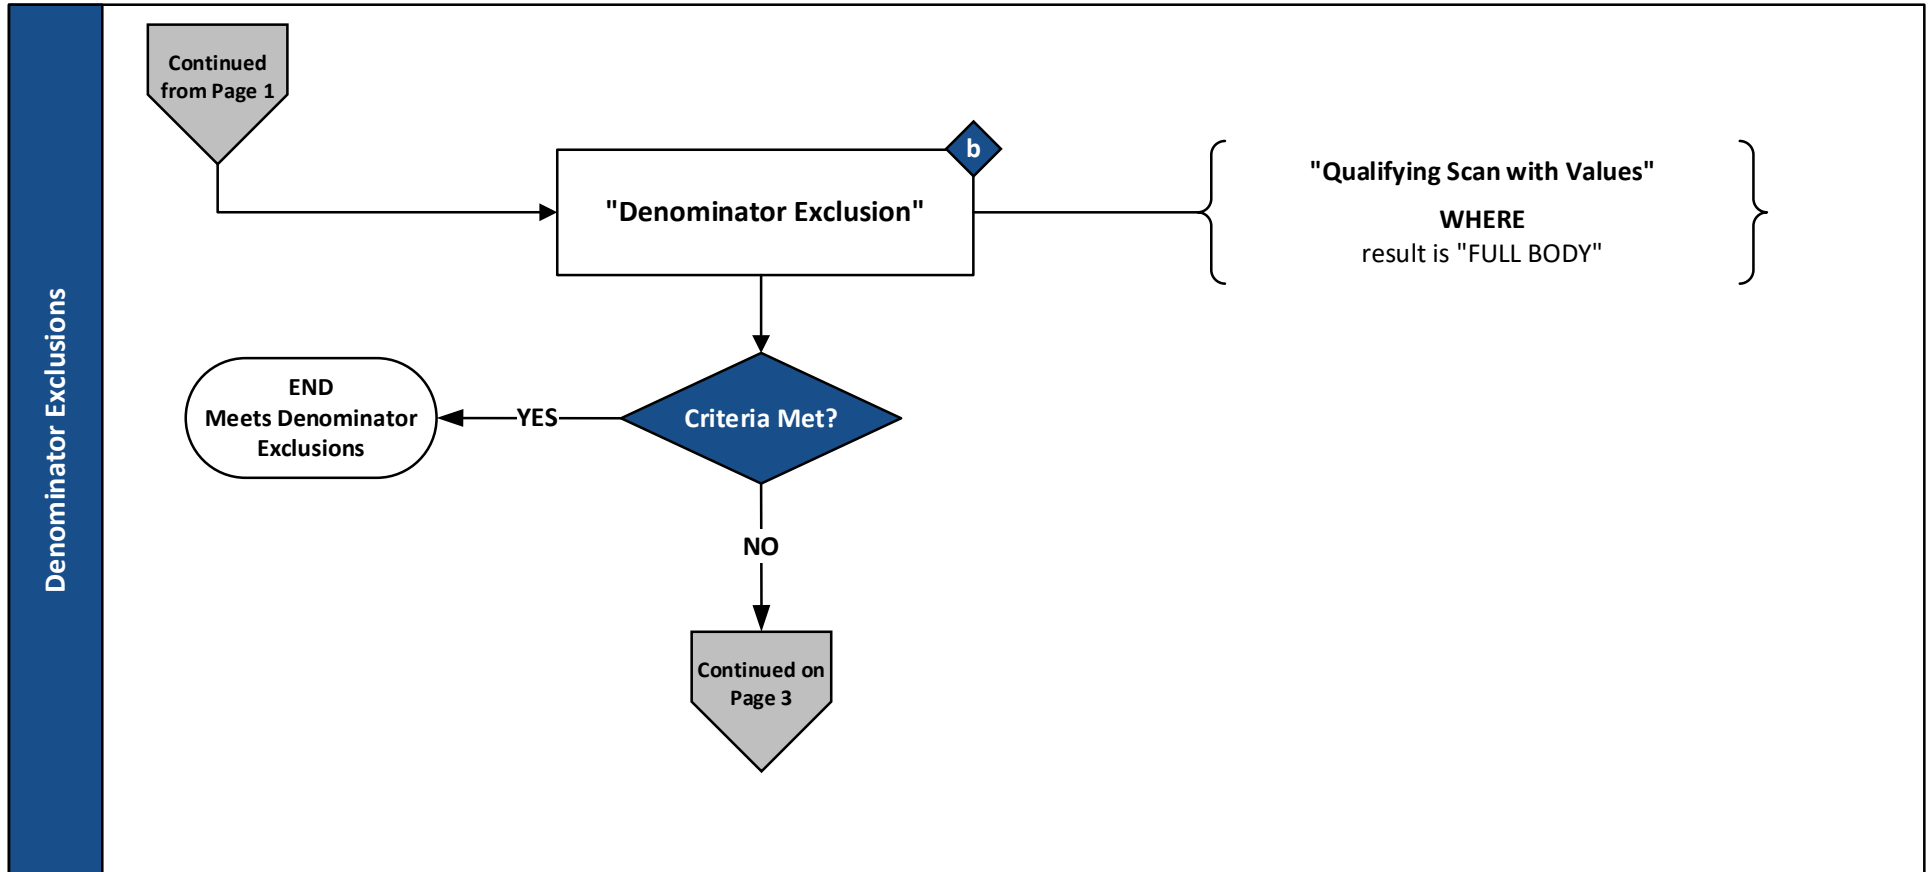 Denominator Exclusions
Continued
from Page 1
"Denominator Exclusion"
b
"Qualifying Scan with Values"
WHERE
result is "FULL BODY"
Criteria Met?
YES
END
Meets Denominator
Exclusions
NO
Continued on
Page 3